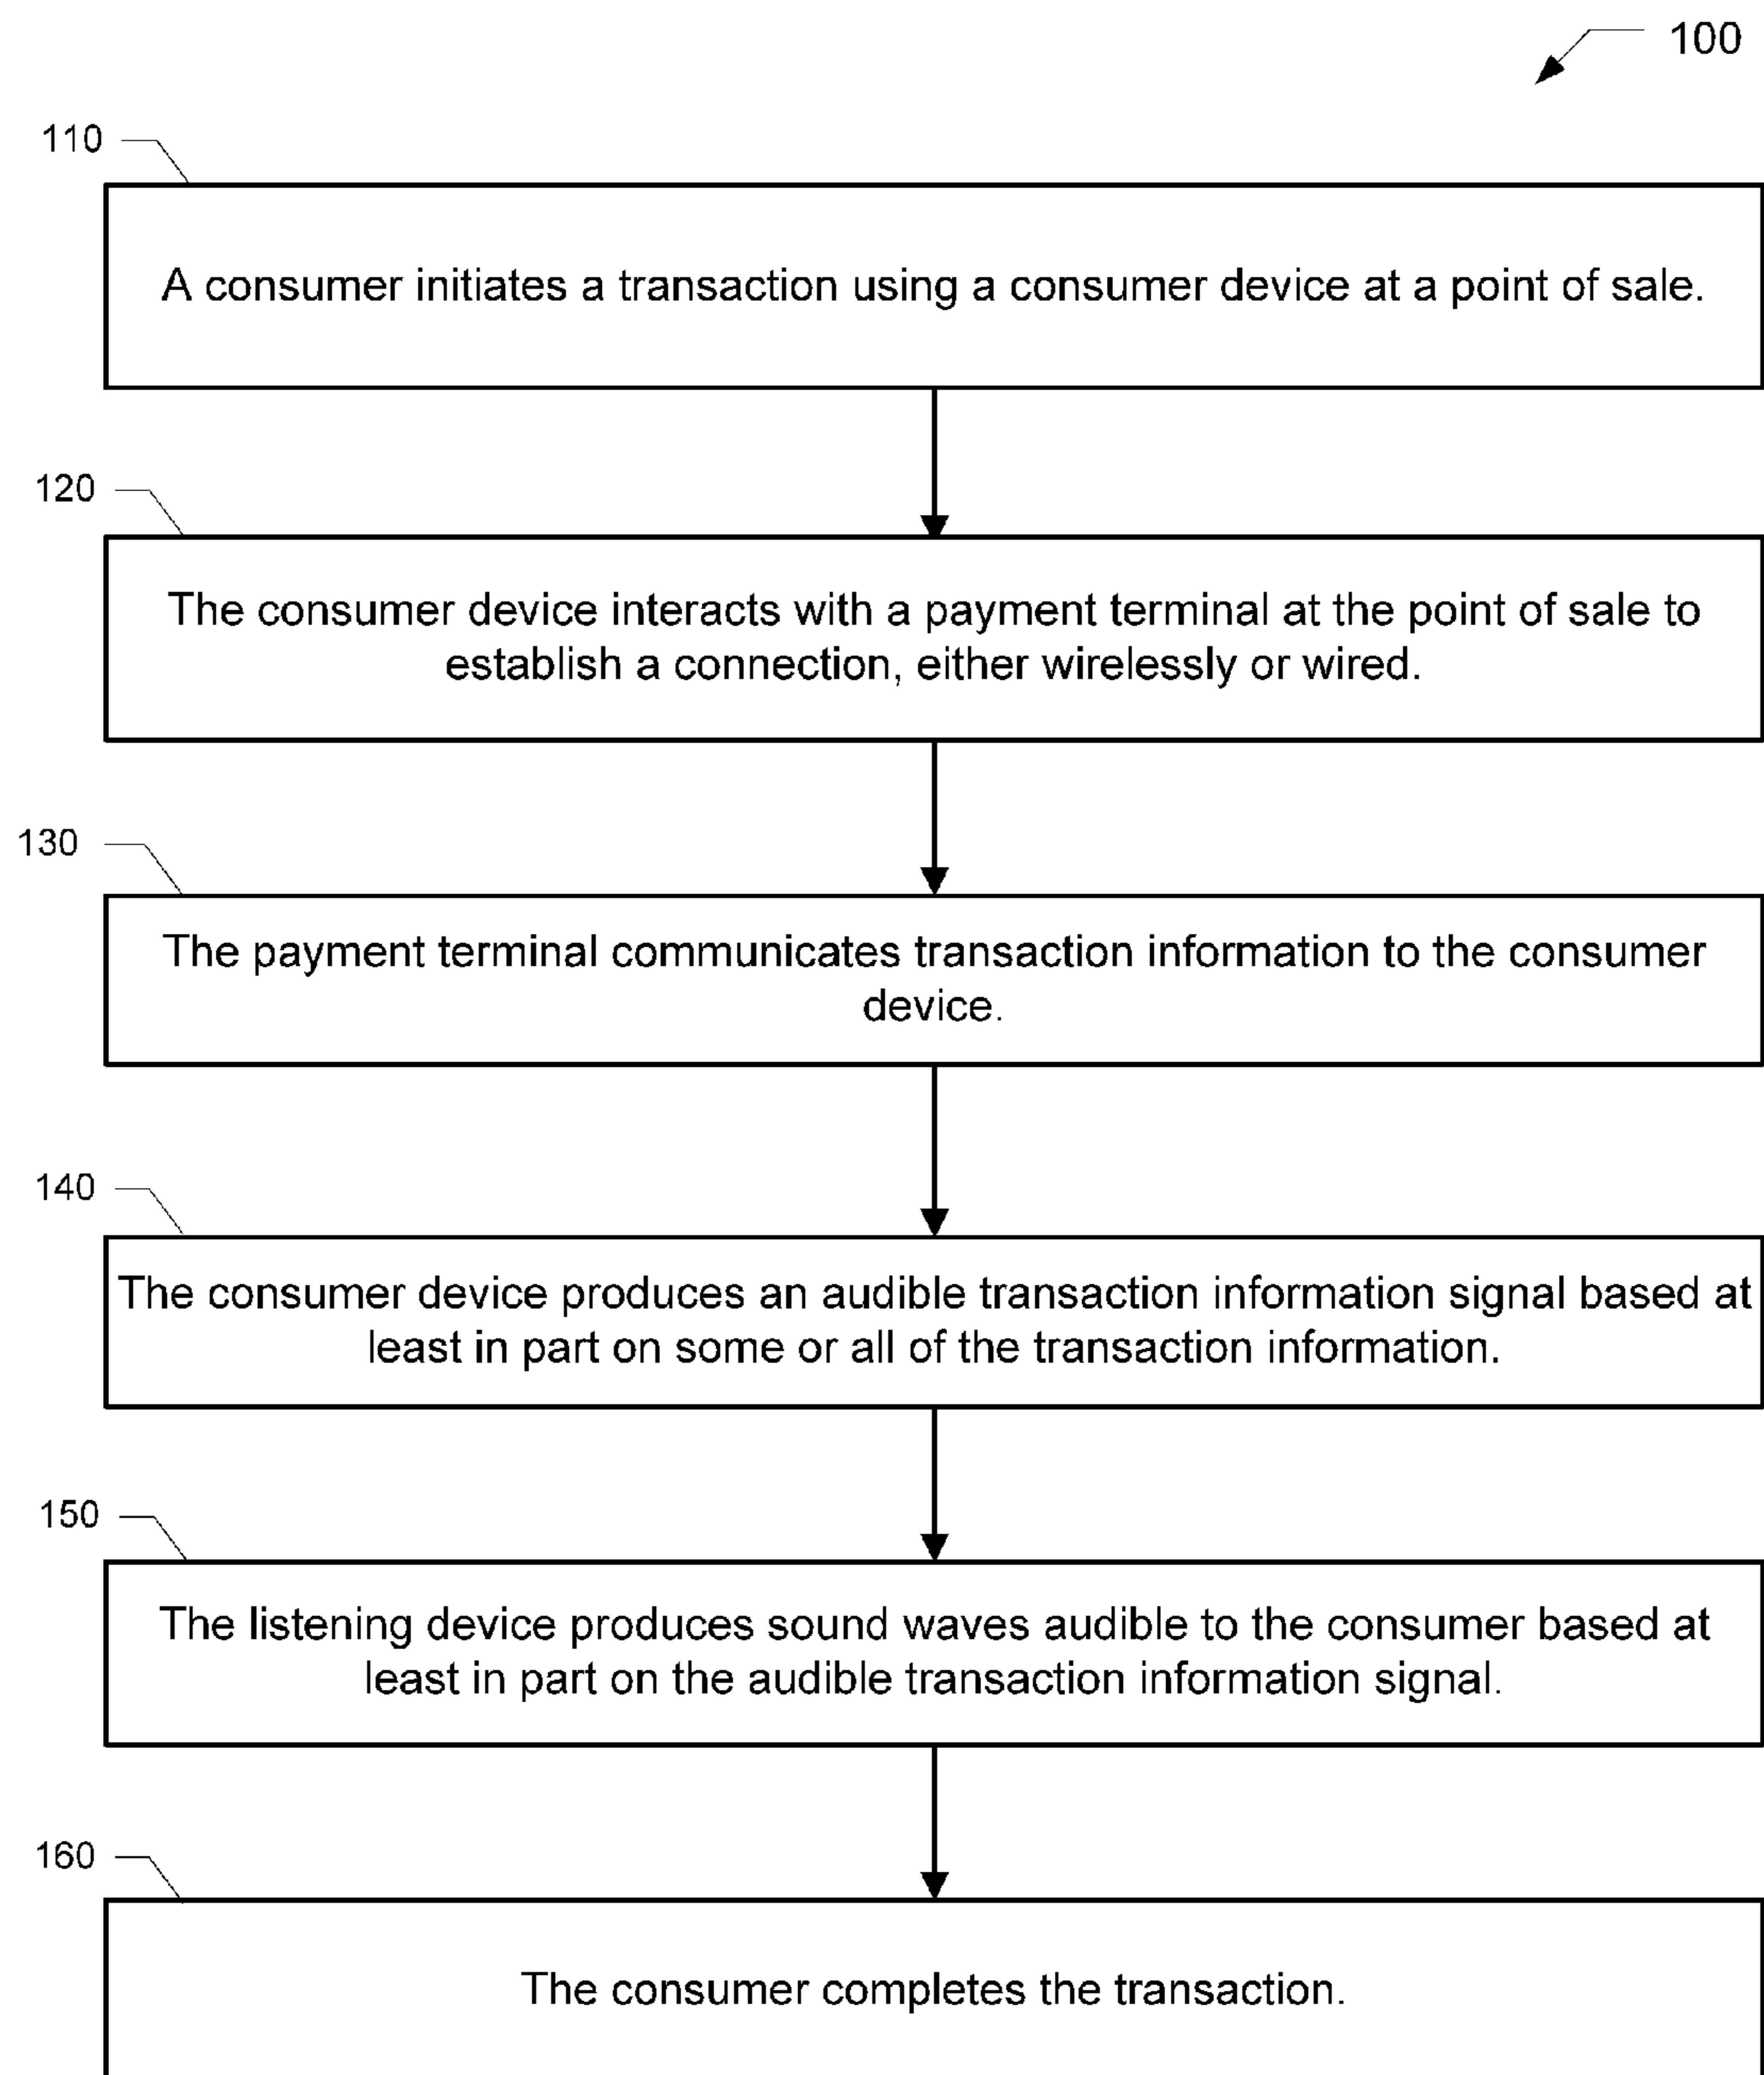 100
110
A consumer initiates a transaction using a consumer device at a point of sale.
120
The consumer device interacts with a payment terminal at the point of sale to
establish a connection, either wirelessly or wired.
130
The payment terminal communicates transaction information to the consumer
device.
140
The consumer device produces an audible transaction information signal based at
least in part on some or all of the transaction information.
150
The listening device produces sound waves audible to the consumer based at
least in part on the audible transaction information signal.
160
The consumer completes the transaction.